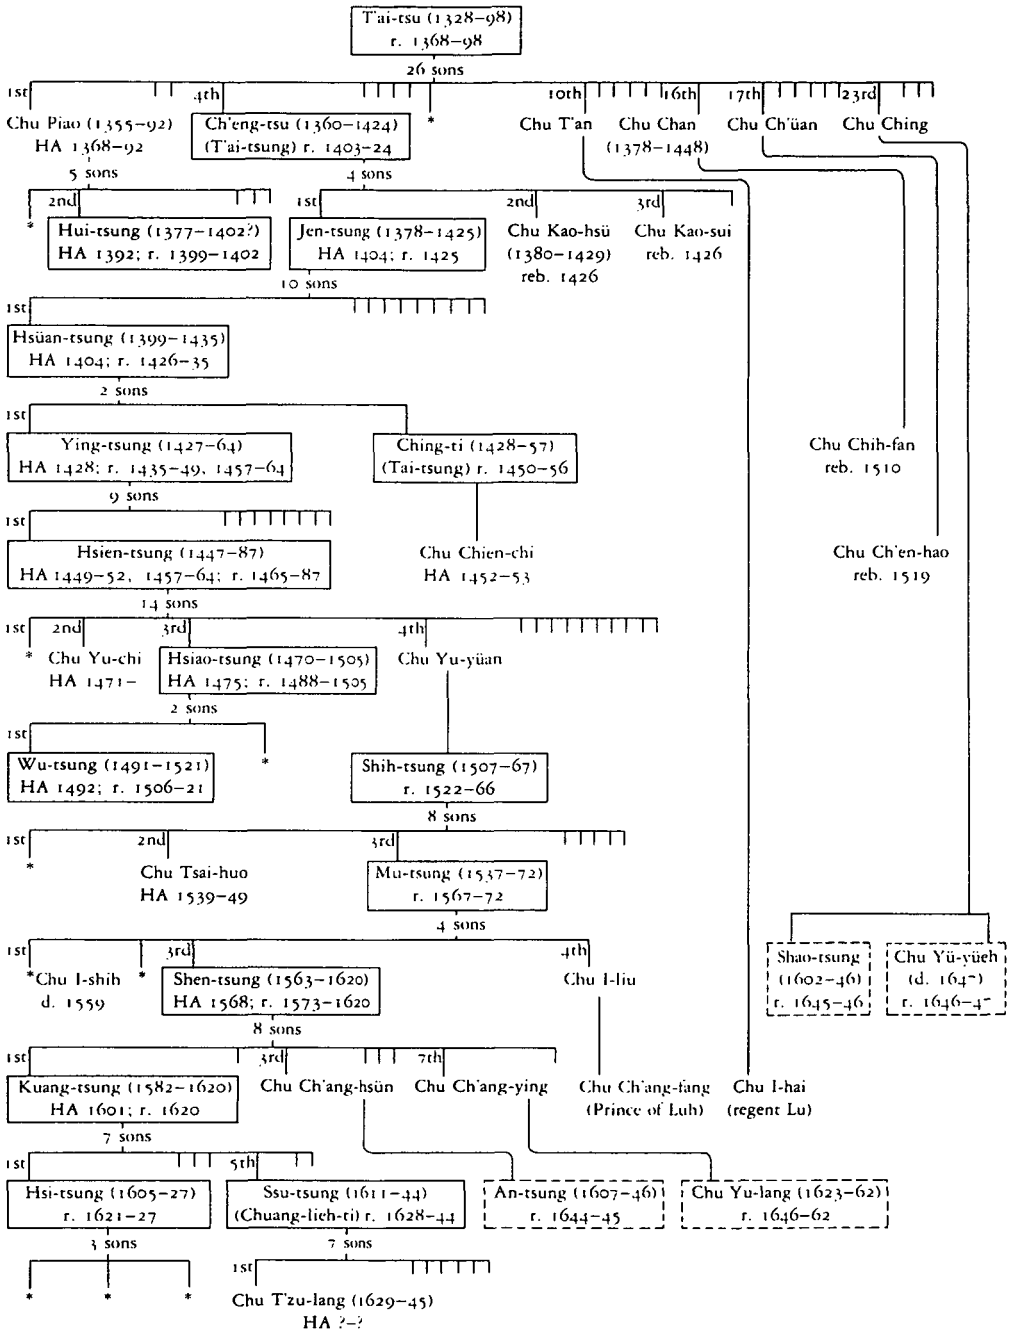 T'ai-tsu (1328–98)
r. 1368–98
26 sons
1st 4th * 10th 16th 17th 23rd
Chu Piao (1355–92)
HA 1368–92
5 sons
Ch'eng-tsu (1360–1424)
(T'ai-tsung) r. 1403–24
4 sons
Chu T'an
Chu Chan
(1378–1448)
Chu Ch'üan
Chu Ching
* 2nd
Hui-tsung (1377–1402?)
HA 1392; r. 1399–1402
1st 2nd 3rd
Jen-tsung (1378–1425)
HA 1404; r. 1425
10 sons
Chu Kao-hsü
(1380–1429)
reb. 1426
Chu Kao-sui
reb. 1426
1st
Hsüan-tsung (1399–1435)
HA 1404; r. 1426–35
2 sons
1st
Ying-tsung (1427–64)
HA 1428; r. 1435–49, 1457–64
9 sons
Ching-ti (1428–57)
(Tai-tsung) r. 1450–56
Chu Chih-fan
reb. 1510
1st
Hsien-tsung (1447–87)
HA 1449–52, 1457–64; r. 1465–87
14 sons
Chu Chien-chi
HA 1452–53
Chu Ch'en-hao
reb. 1519
1st 2nd 3rd 4th
*
Chu Yu-chi
HA 1471–
Hsiao-tsung (1470–1505)
HA 1475; r. 1488–1505
2 sons
Chu Yu-yüan
1st *
Wu-tsung (1491–1521)
HA 1492; r. 1506–21
Shih-tsung (1507–67)
r. 1522–66
8 sons
1st 2nd 3rd
*
Chu Tsai-huo
HA 1539–49
Mu-tsung (1537–72)
r. 1567–72
4 sons
1st 3rd 4th
* Chu I-shih *
d. 1559
Shen-tsung (1563–1620)
HA 1568; r. 1573–1620
8 sons
Chu I-liu
Shao-tsung
(1602–46)
r. 1645–46
Chu Yü-yüeh
(d. 164
r. 1646–4
1st 3rd 7th
Kuang-tsung (1582–1620)
HA 1601; r. 1620
7 sons
Chu Ch'ang-hsün
Chu Ch'ang-ying
Chu Ch'ang-fang
(Prince of Luh)
Chu I-hai
(regent Lu)
1st 5th
Hsi-tsung (1605–27)
r. 1621–27
3 sons
Ssu-tsung (1611–44)
(Chuang-lieh-ti) r. 1628–44
7 sons
An-tsung (1607–46)
r. 1644–45
Chu Yu-lang (1623–62)
r. 1646–62
* * *
1st
Chu T'zu-lang (1629–45)
HA ?–?